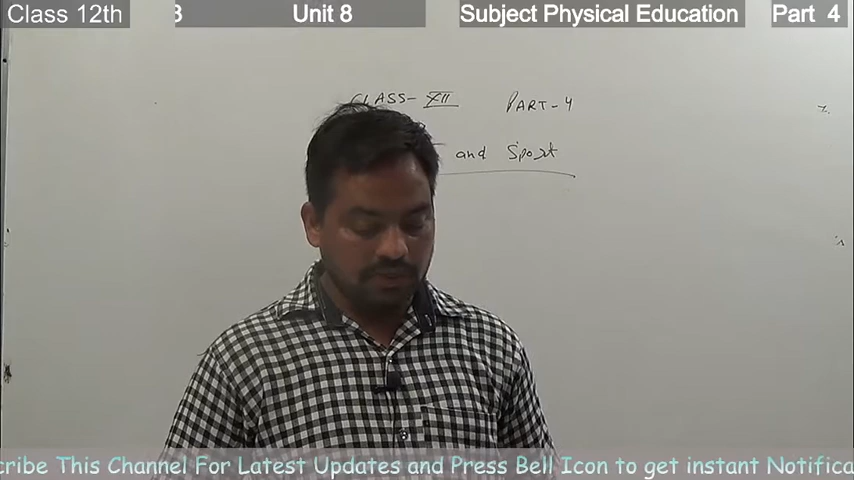 Class 12th Unit 8 Subject Physical Education Part 4
CLASS- XII PART-4
and Sport
cribe This Channel For Latest Updates and Press Bell Icon to get instant Notifica